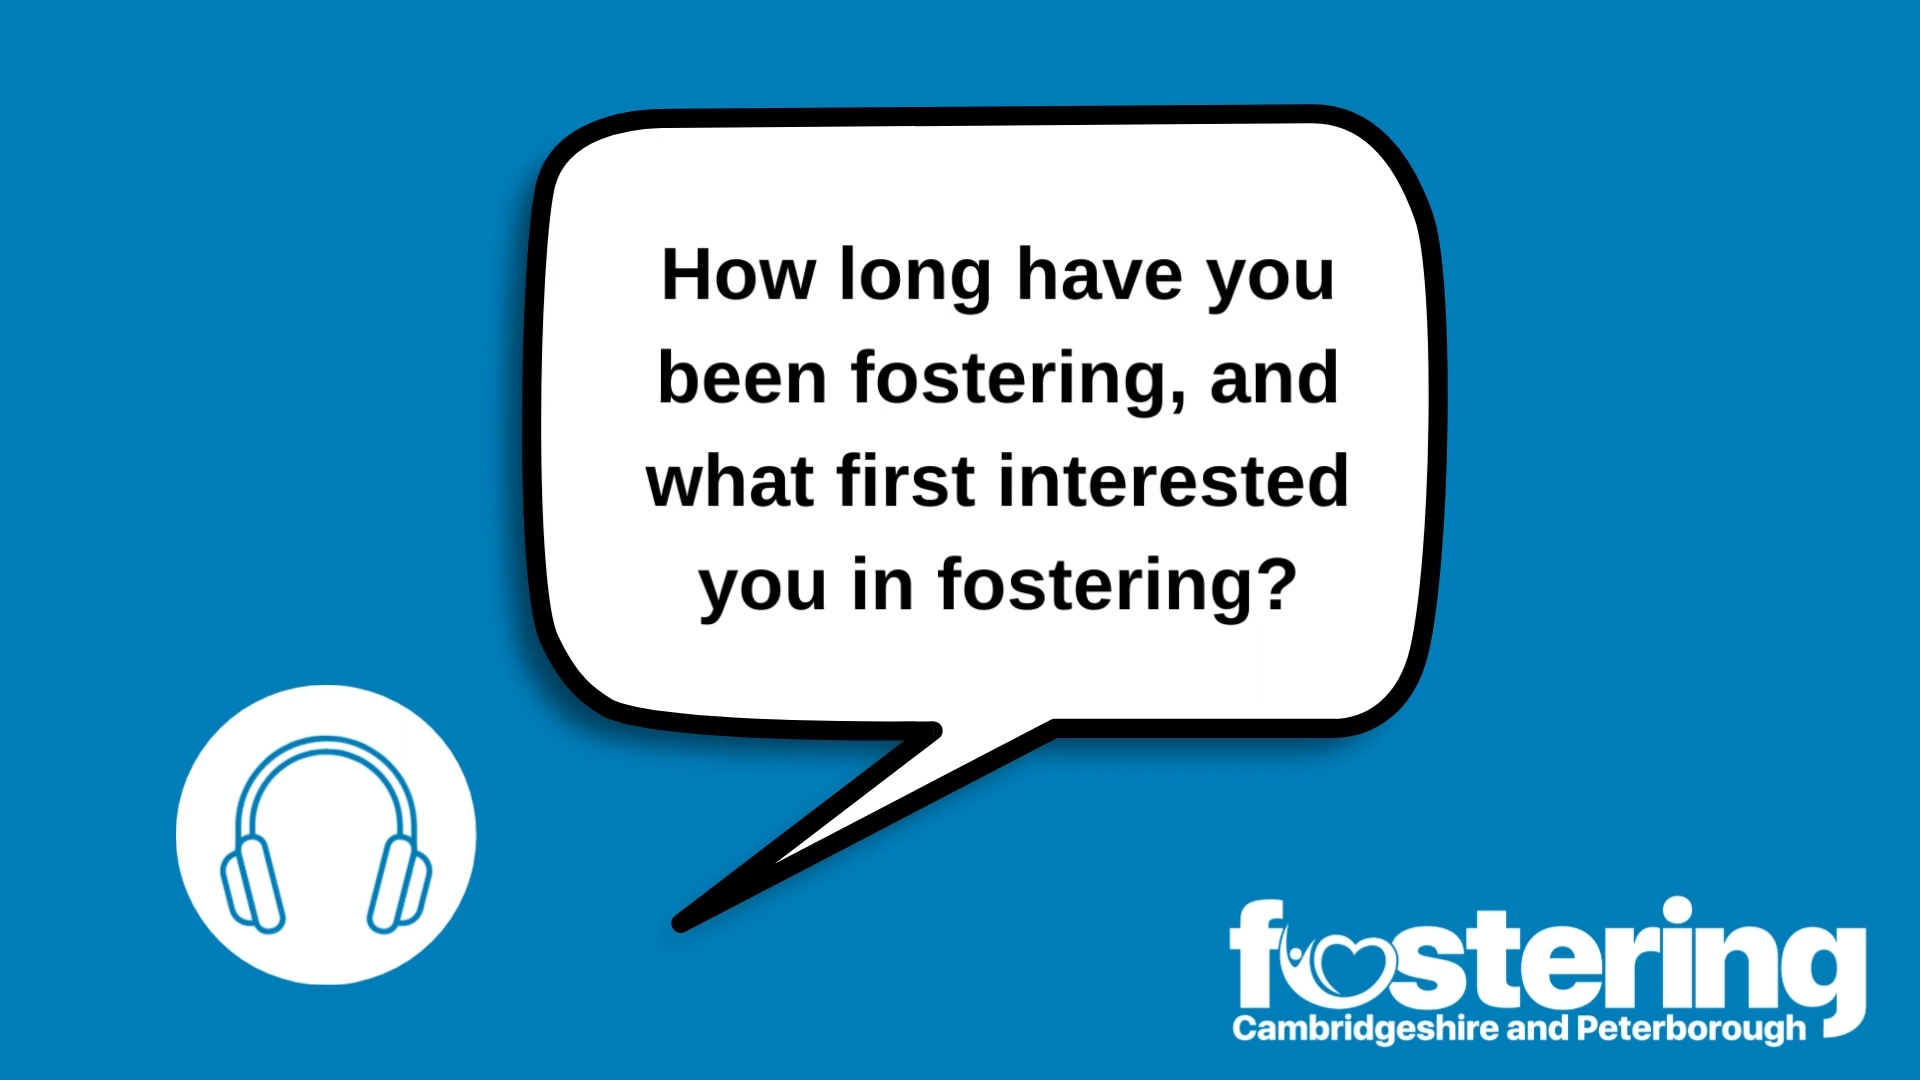 How long have you
been fostering, and
what first interested
you in fostering?
fostering
Cambridgeshire and Peterborough